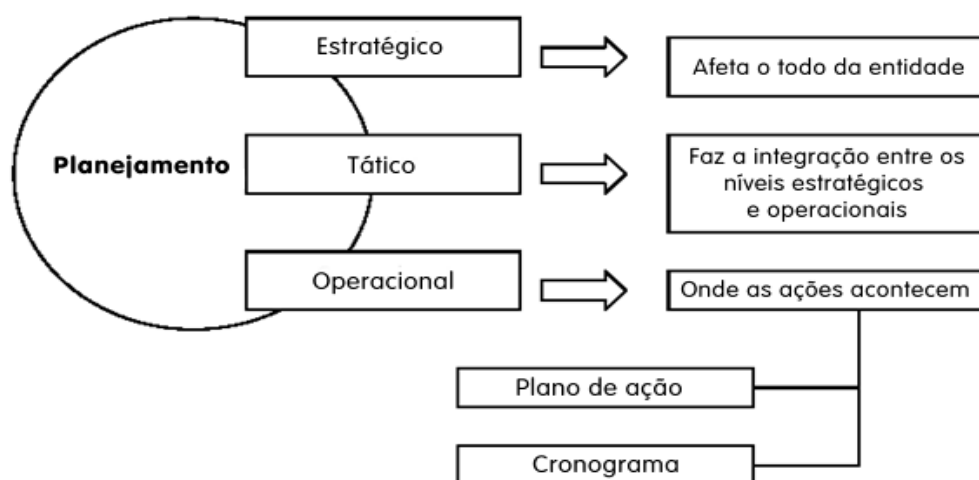 Estratégico
Afeta o todo da entidade
Planejamento
Tático
Faz a integração entre os
níveis estratégicos
e operacionais
Operacional
Onde as ações acontecem
Plano de ação
Cronograma